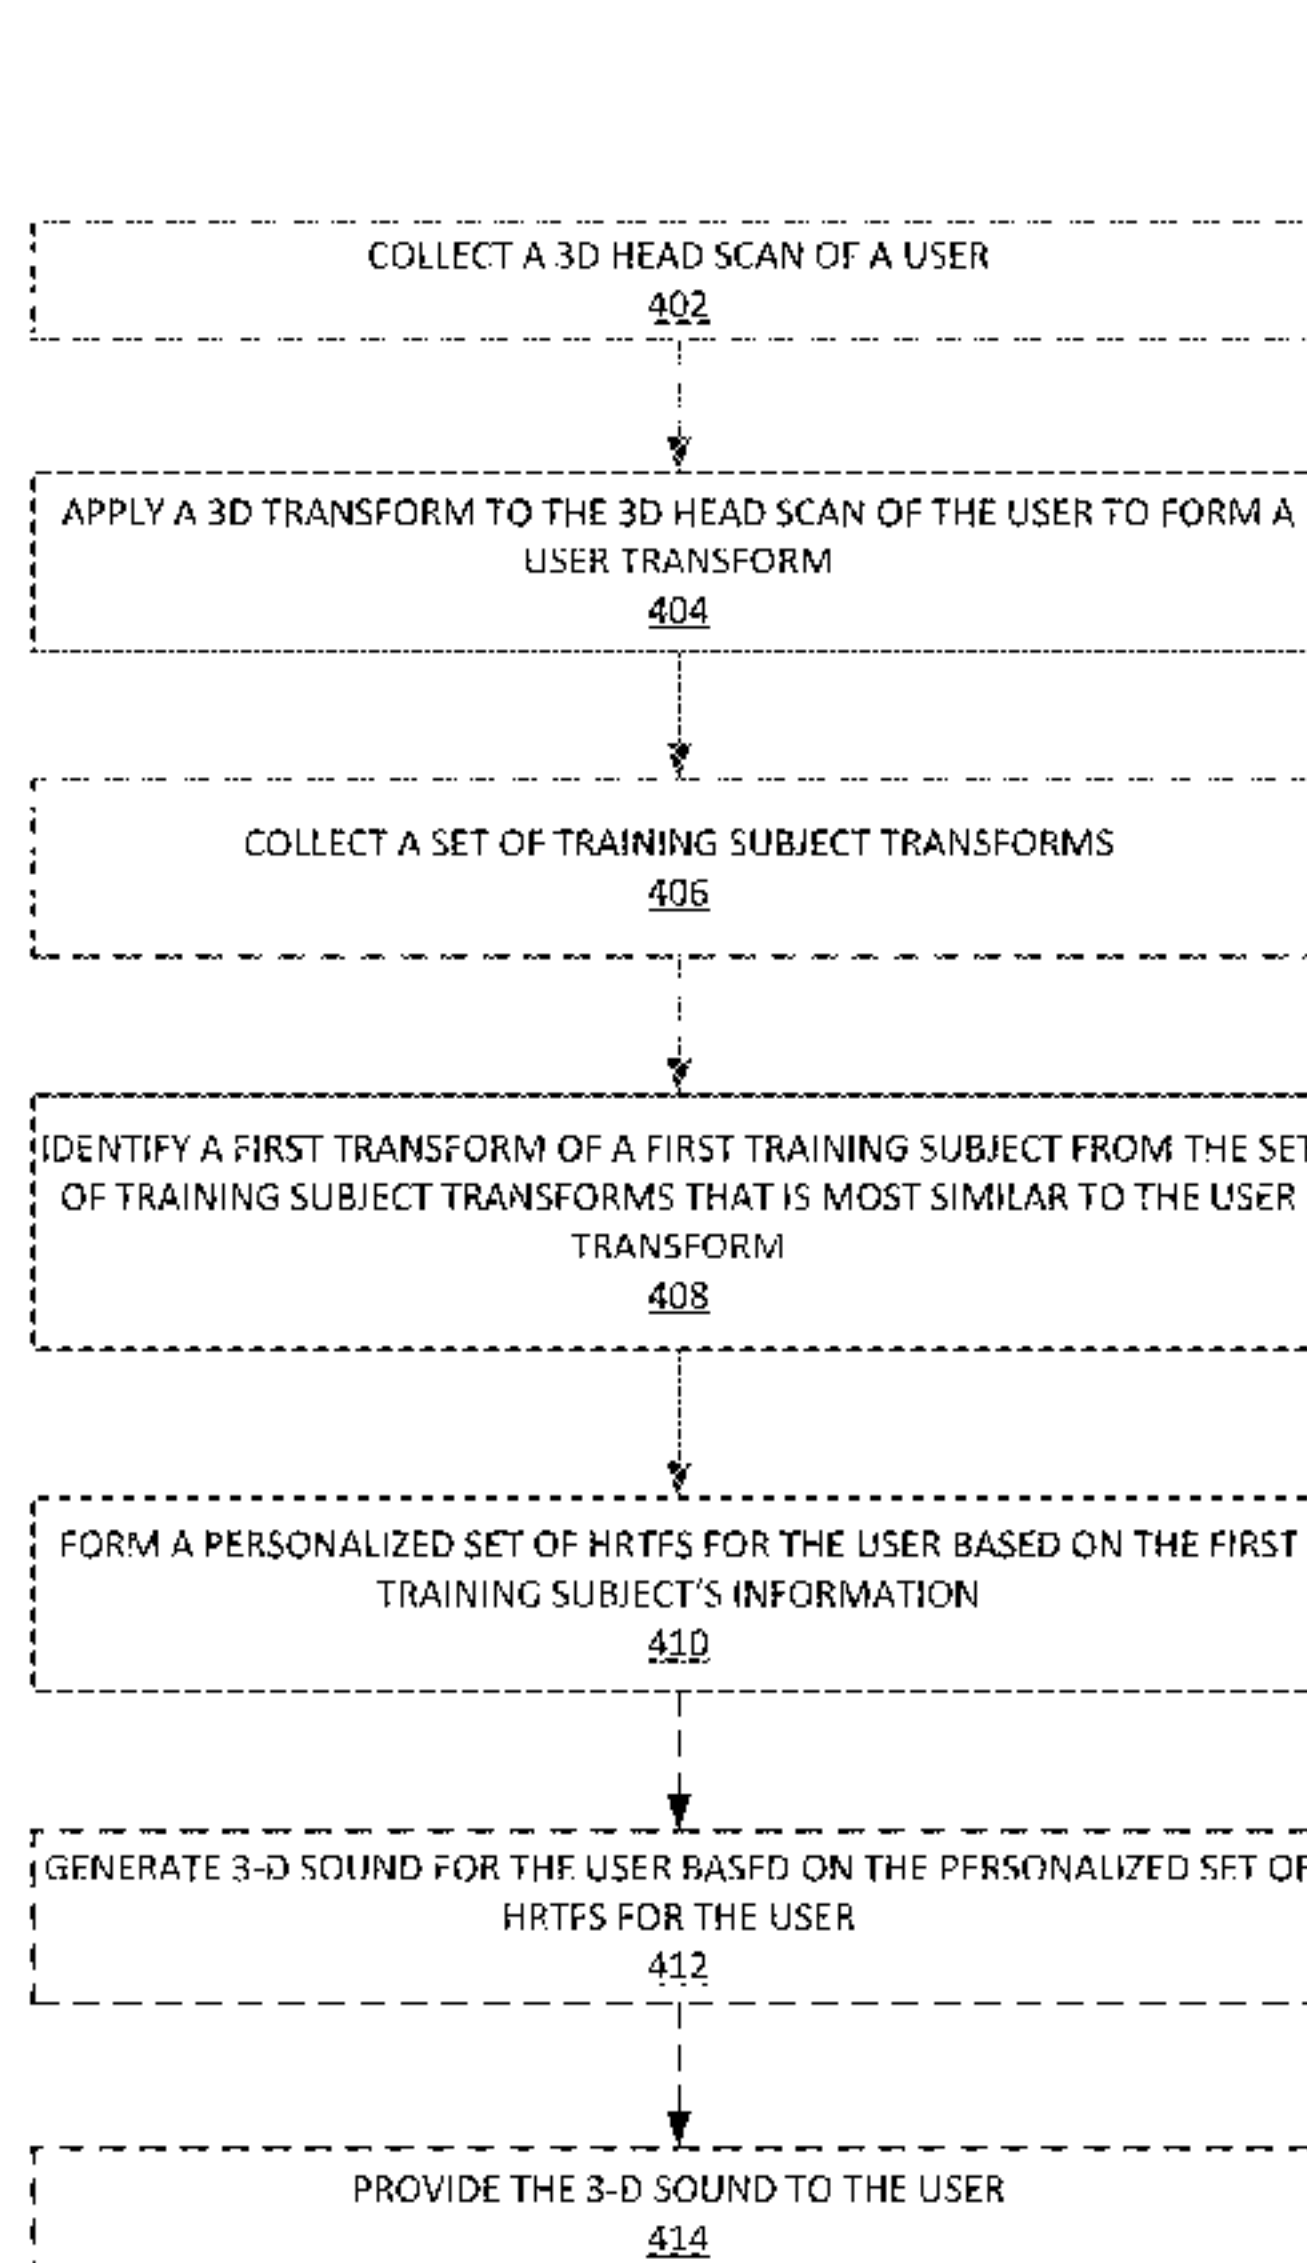 COLLECT A 3D HEAD SCAN OF A USER
402
APPLY A 3D TRANSFORM TO THE 3D HEAD SCAN OF THE USER TO FORM A
USER TRANSFORM
404
COLLECT A SET OF TRAINING SUBJECT TRANSFORMS
406
IDENTIFY A FIRST TRANSFORM OF A FIRST TRAINING SUBJECT FROM THE SET
OF TRAINING SUBJECT TRANSFORMS THAT IS MOST SIMILAR TO THE USER
TRANSFORM
408
FORM A PERSONALIZED SET OF HRTFS FOR THE USER BASED ON THE FIRST
TRAINING SUBJECT'S INFORMATION
410
GENERATE 3-D SOUND FOR THE USER BASED ON THE PERSONALIZED SET OF
HRTFS FOR THE USER
412
PROVIDE THE 3-D SOUND TO THE USER
414